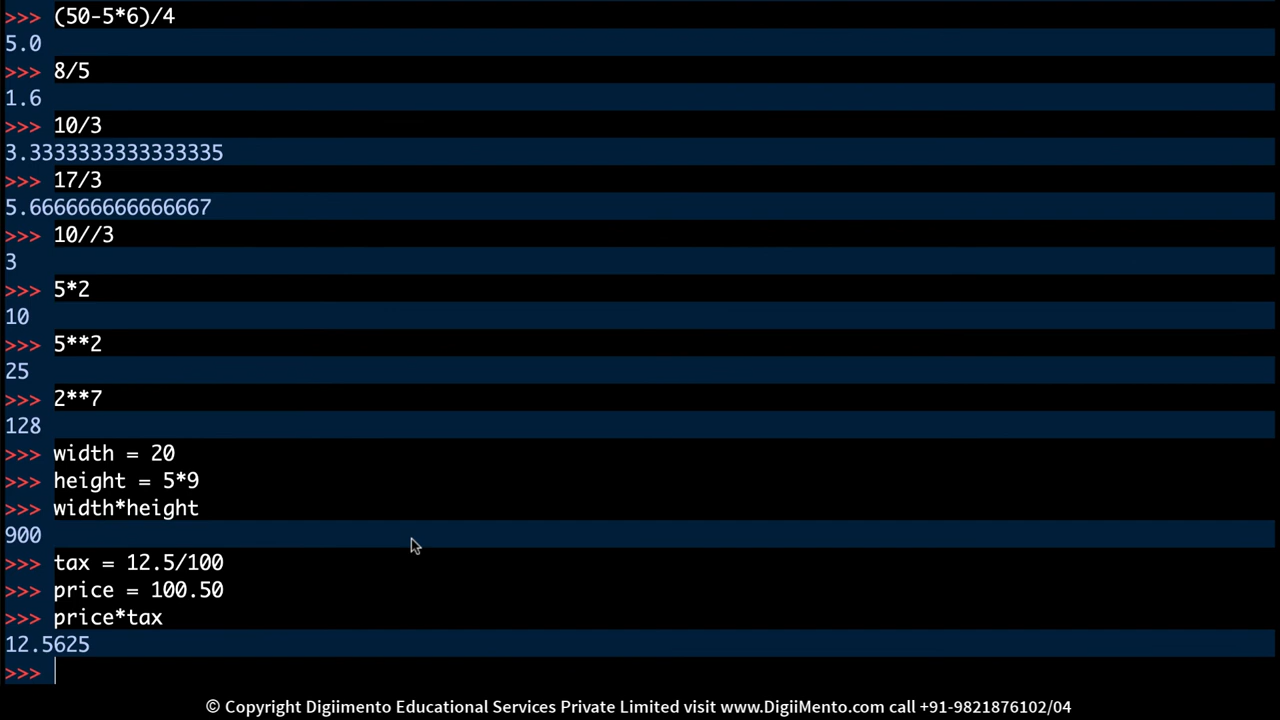 >>> (50-5*6)/4
5.0
>>> 8/5
1.6
>>> 10/3
3.3333333333333335
>>> 17/3
5.666666666666667
>>> 10//3
3
>>> 5*2
10
>>> 5**2
25
>>> 2**7
128
>>> width = 20
>>> height = 5*9
>>> width*height
900
>>> tax = 12.5/100
>>> price = 100.50
>>> price*tax
12.5625
>>>
© Copyright Digiimento Educational Services Private Limited visit www.DigiiMento.com call +91-9821876102/04